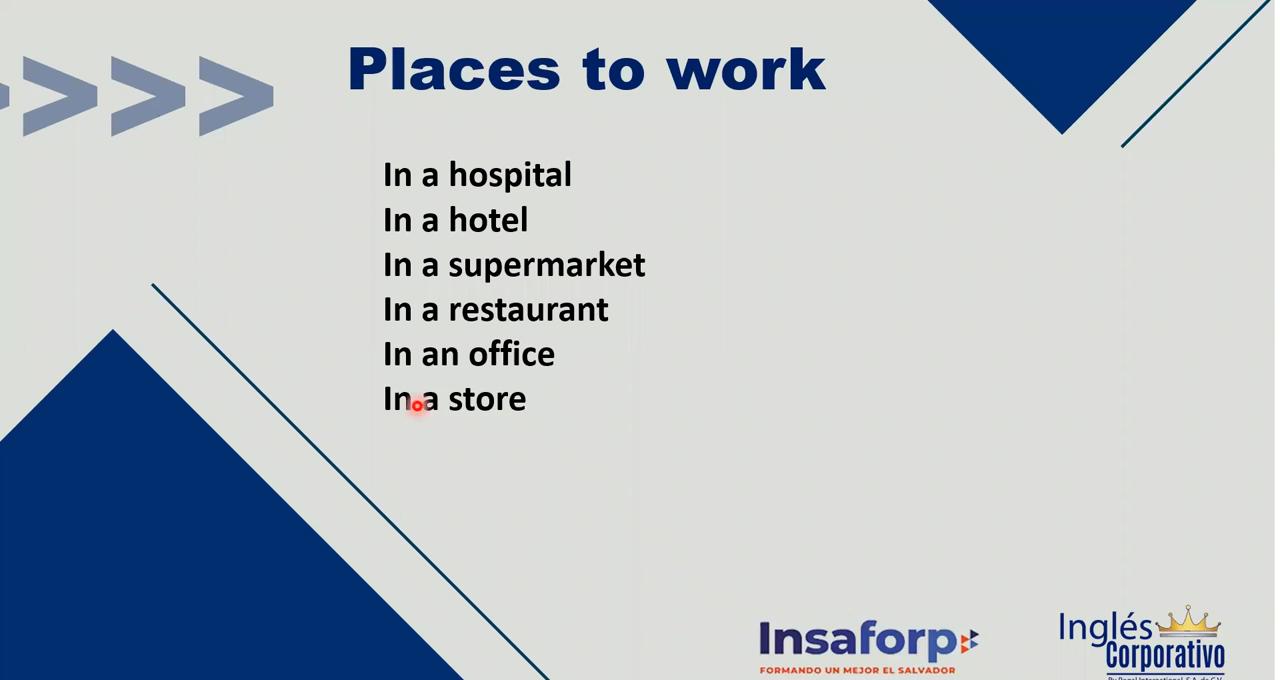 Places to work
In a hospital
In a hotel
In a supermarket
In a restaurant
In an office
In a store
Insaforp
FORMANDO UN MEJOR EL SALVADOR
Inglés
Corporativo